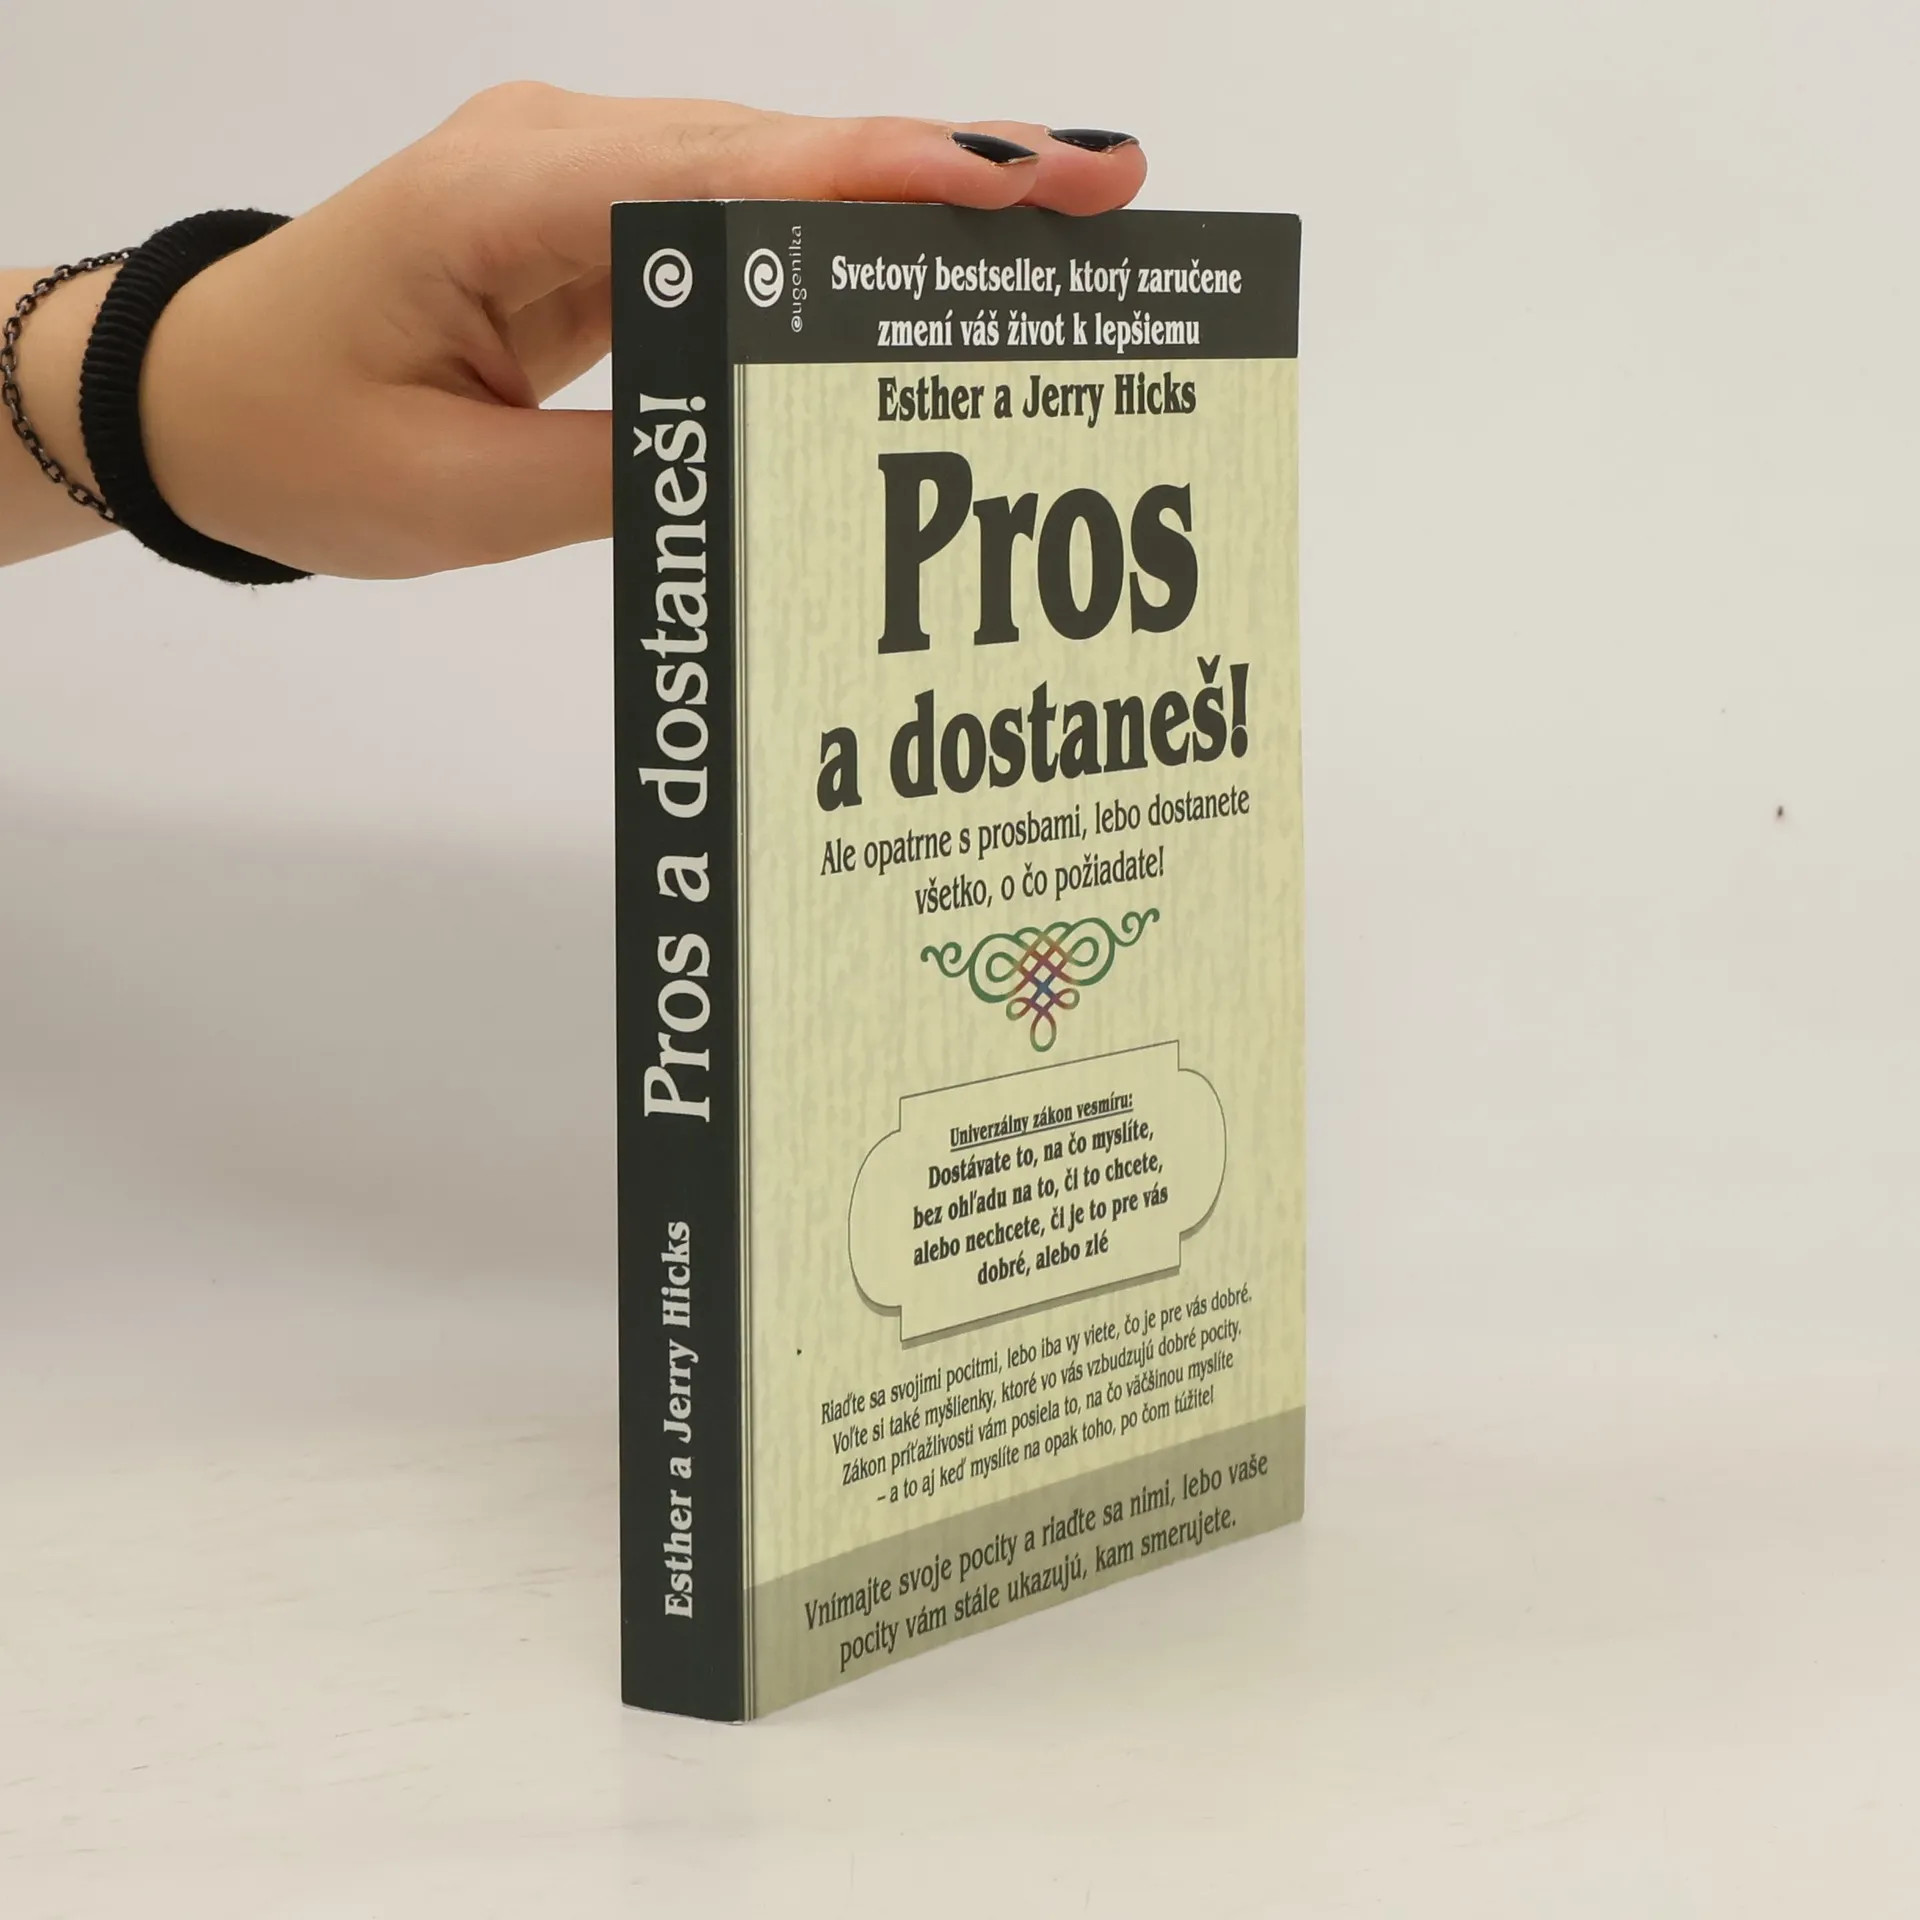 Pros a dostaneš!
Esther a Jerry Hicks
eugenika
Svetový bestseller, ktorý zaručene
zmení váš život k lepšiemu
Esther a Jerry Hicks
Pros
a dostaneš!
Ale opatrne s prosbami, lebo dostanete
všetko, o čo požiadate!
Univerzálny zákon vesmíru:
Dostávate to, na čo myslíte,
bez ohľadu na to, či to chcete,
alebo nechcete, či je to pre vás
dobré, alebo zlé
Riaďte sa svojimi pocitmi, lebo iba vy viete, čo je pre vás dobré.
Voľte si také myšlienky, ktoré vo vás vzbudzujú dobré pocity.
Zákon príťažlivosti vám posiela to, na čo väčšinou myslíte
– a to aj keď myslíte na opak toho, po čom túžite!
Vnímajte svoje pocity a riaďte sa nimi, lebo vaše
pocity vám stále ukazujú, kam smerujete.